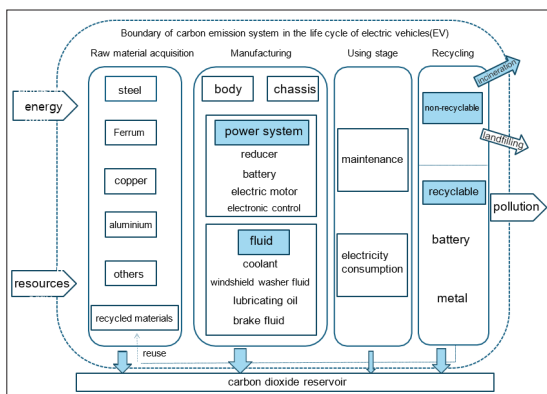 Boundary of carbon emission system in the life cycle of electric vehicles(EV)
Raw material acquisition
Manufacturing
Using stage
Recycling
energy
resources
steel
Ferrum
copper
aluminium
others
recycled materials
body
chassis
power system
reducer
battery
electric motor
electronic control
fluid
coolant
windshield washer fluid
lubricating oil
brake fluid
maintenance
electricity
consumption
non-recyclable
recyclable
battery
metal
incineration
landfilling
pollution
reuse
carbon dioxide reservoir